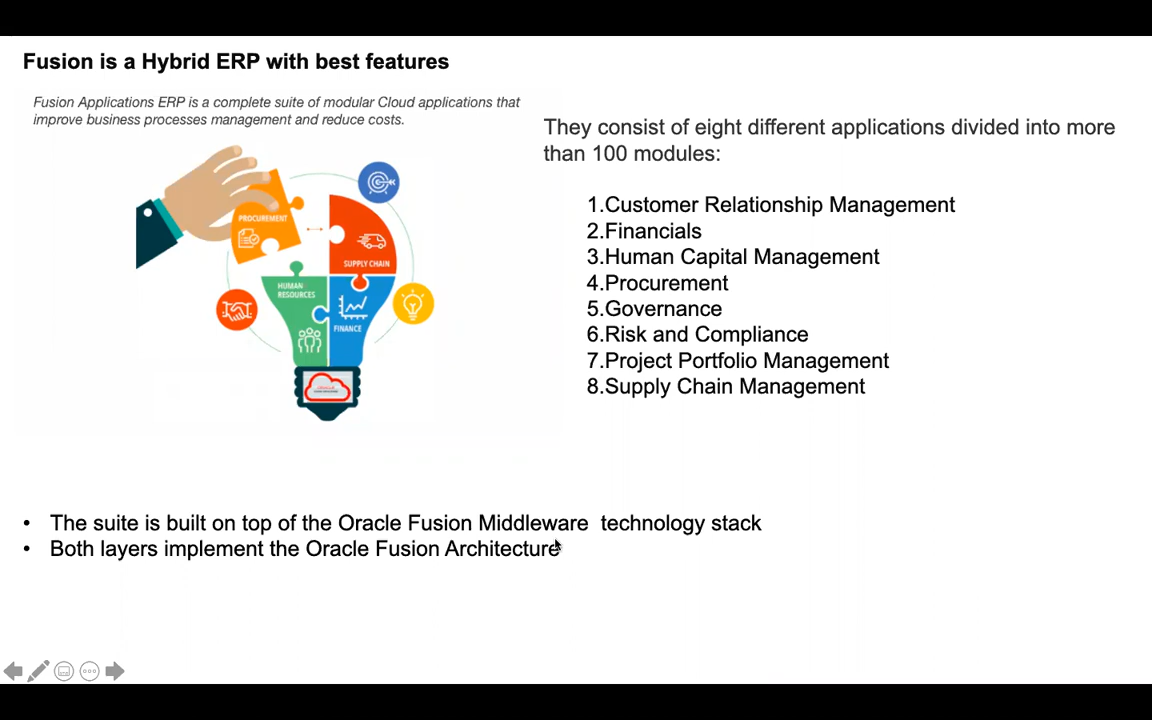 Fusion is a Hybrid ERP with best features
Fusion Applications ERP is a complete suite of modular Cloud applications that
improve business processes management and reduce costs.
They consist of eight different applications divided into more
than 100 modules:
PROCUREMENT
SUPPLY CHAIN
HUMAN
RESOURCES
FINANCE
1.Customer Relationship Management
2.Financials
3.Human Capital Management
4.Procurement
5.Governance
6.Risk and Compliance
7.Project Portfolio Management
8.Supply Chain Management
• The suite is built on top of the Oracle Fusion Middleware  technology stack
• Both layers implement the Oracle Fusion Architecture